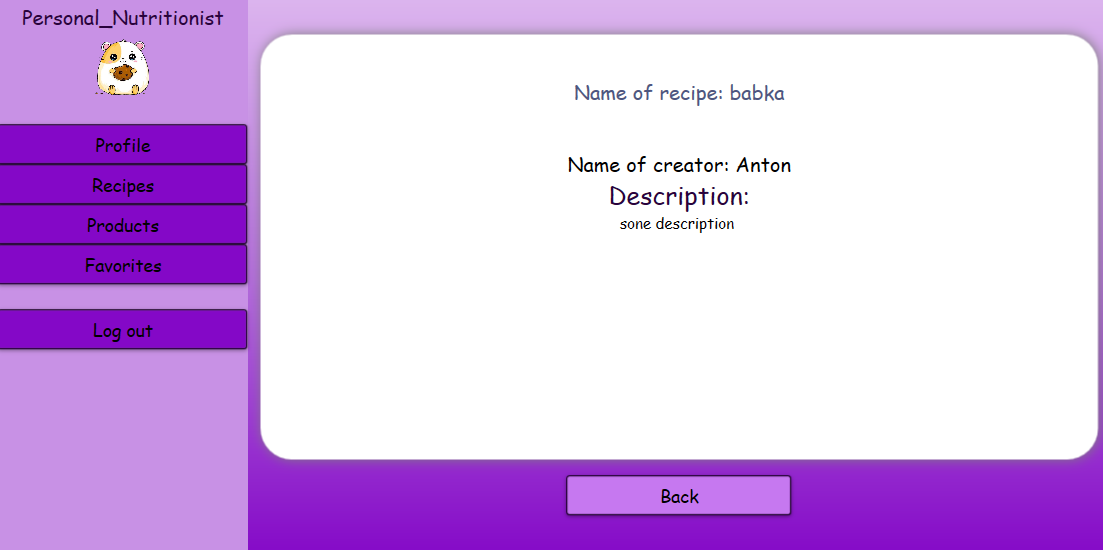 Personal_Nutritionist
Profile
Recipes
Products
Favorites
Log out
Name of recipe: babka
Name of creator: Anton
Description:
sone description
Back